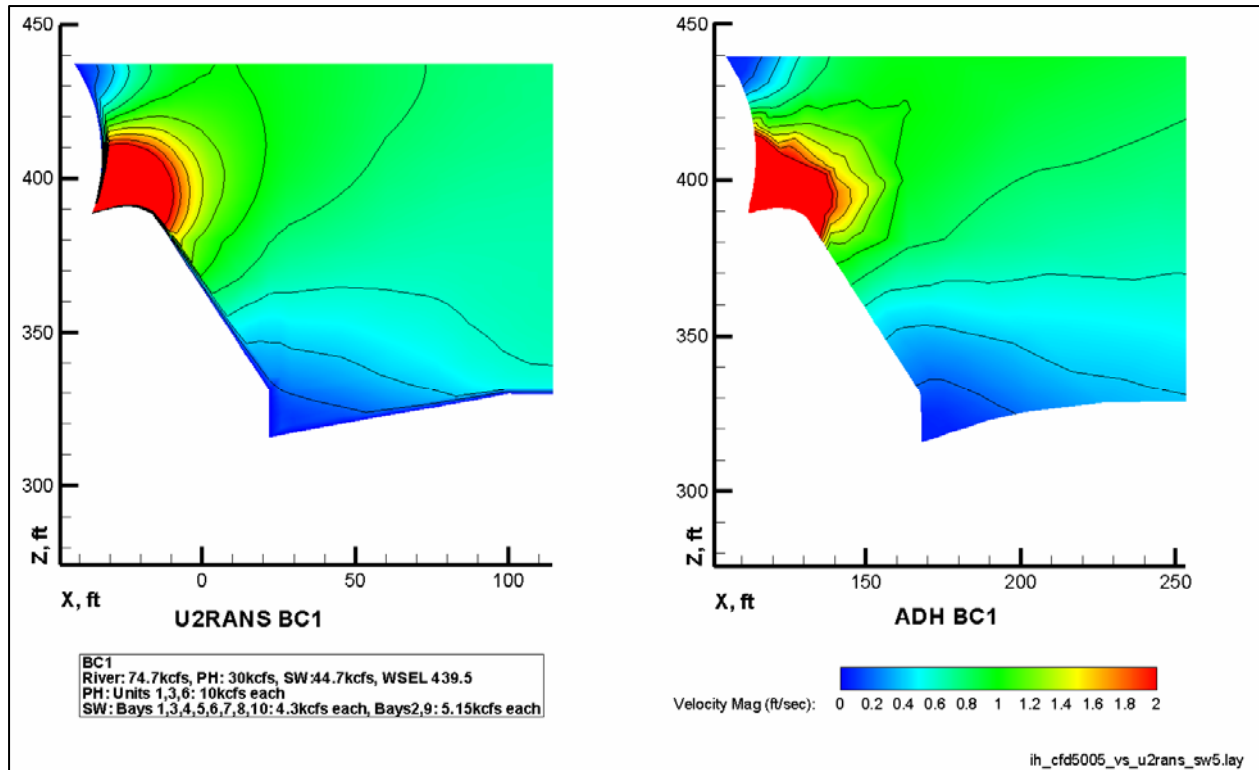 450
400
350
300
Z, ft
0
50
100
X, ft
U2RANS BC1
450
400
350
300
Z, ft
150
200
250
X, ft
ADH BC1
BC1
River: 74.7kcfs, PH: 30kcfs, SW:44.7kcfs, WSEL 439.5
PH: Units 1,3,6: 10kcfs each
SW: Bays 1,3,4,5,6,7,8,10: 4.3kcfs each, Bays2,9: 5.15kcfs each
Velocity Mag (ft/sec): 0 0.2 0.4 0.6 0.8 1 1.2 1.4 1.6 1.8 2
ih_cfd5005_vs_u2rans_sw5.lay